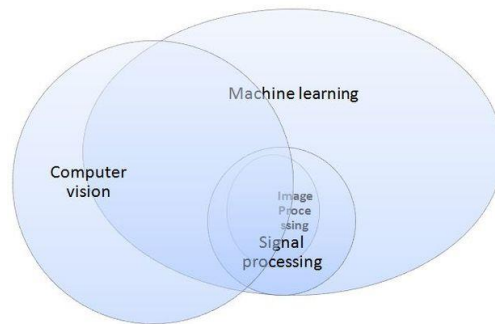 Machine learning
Computer
vision
Image
Proce
ssing
Signal
processing